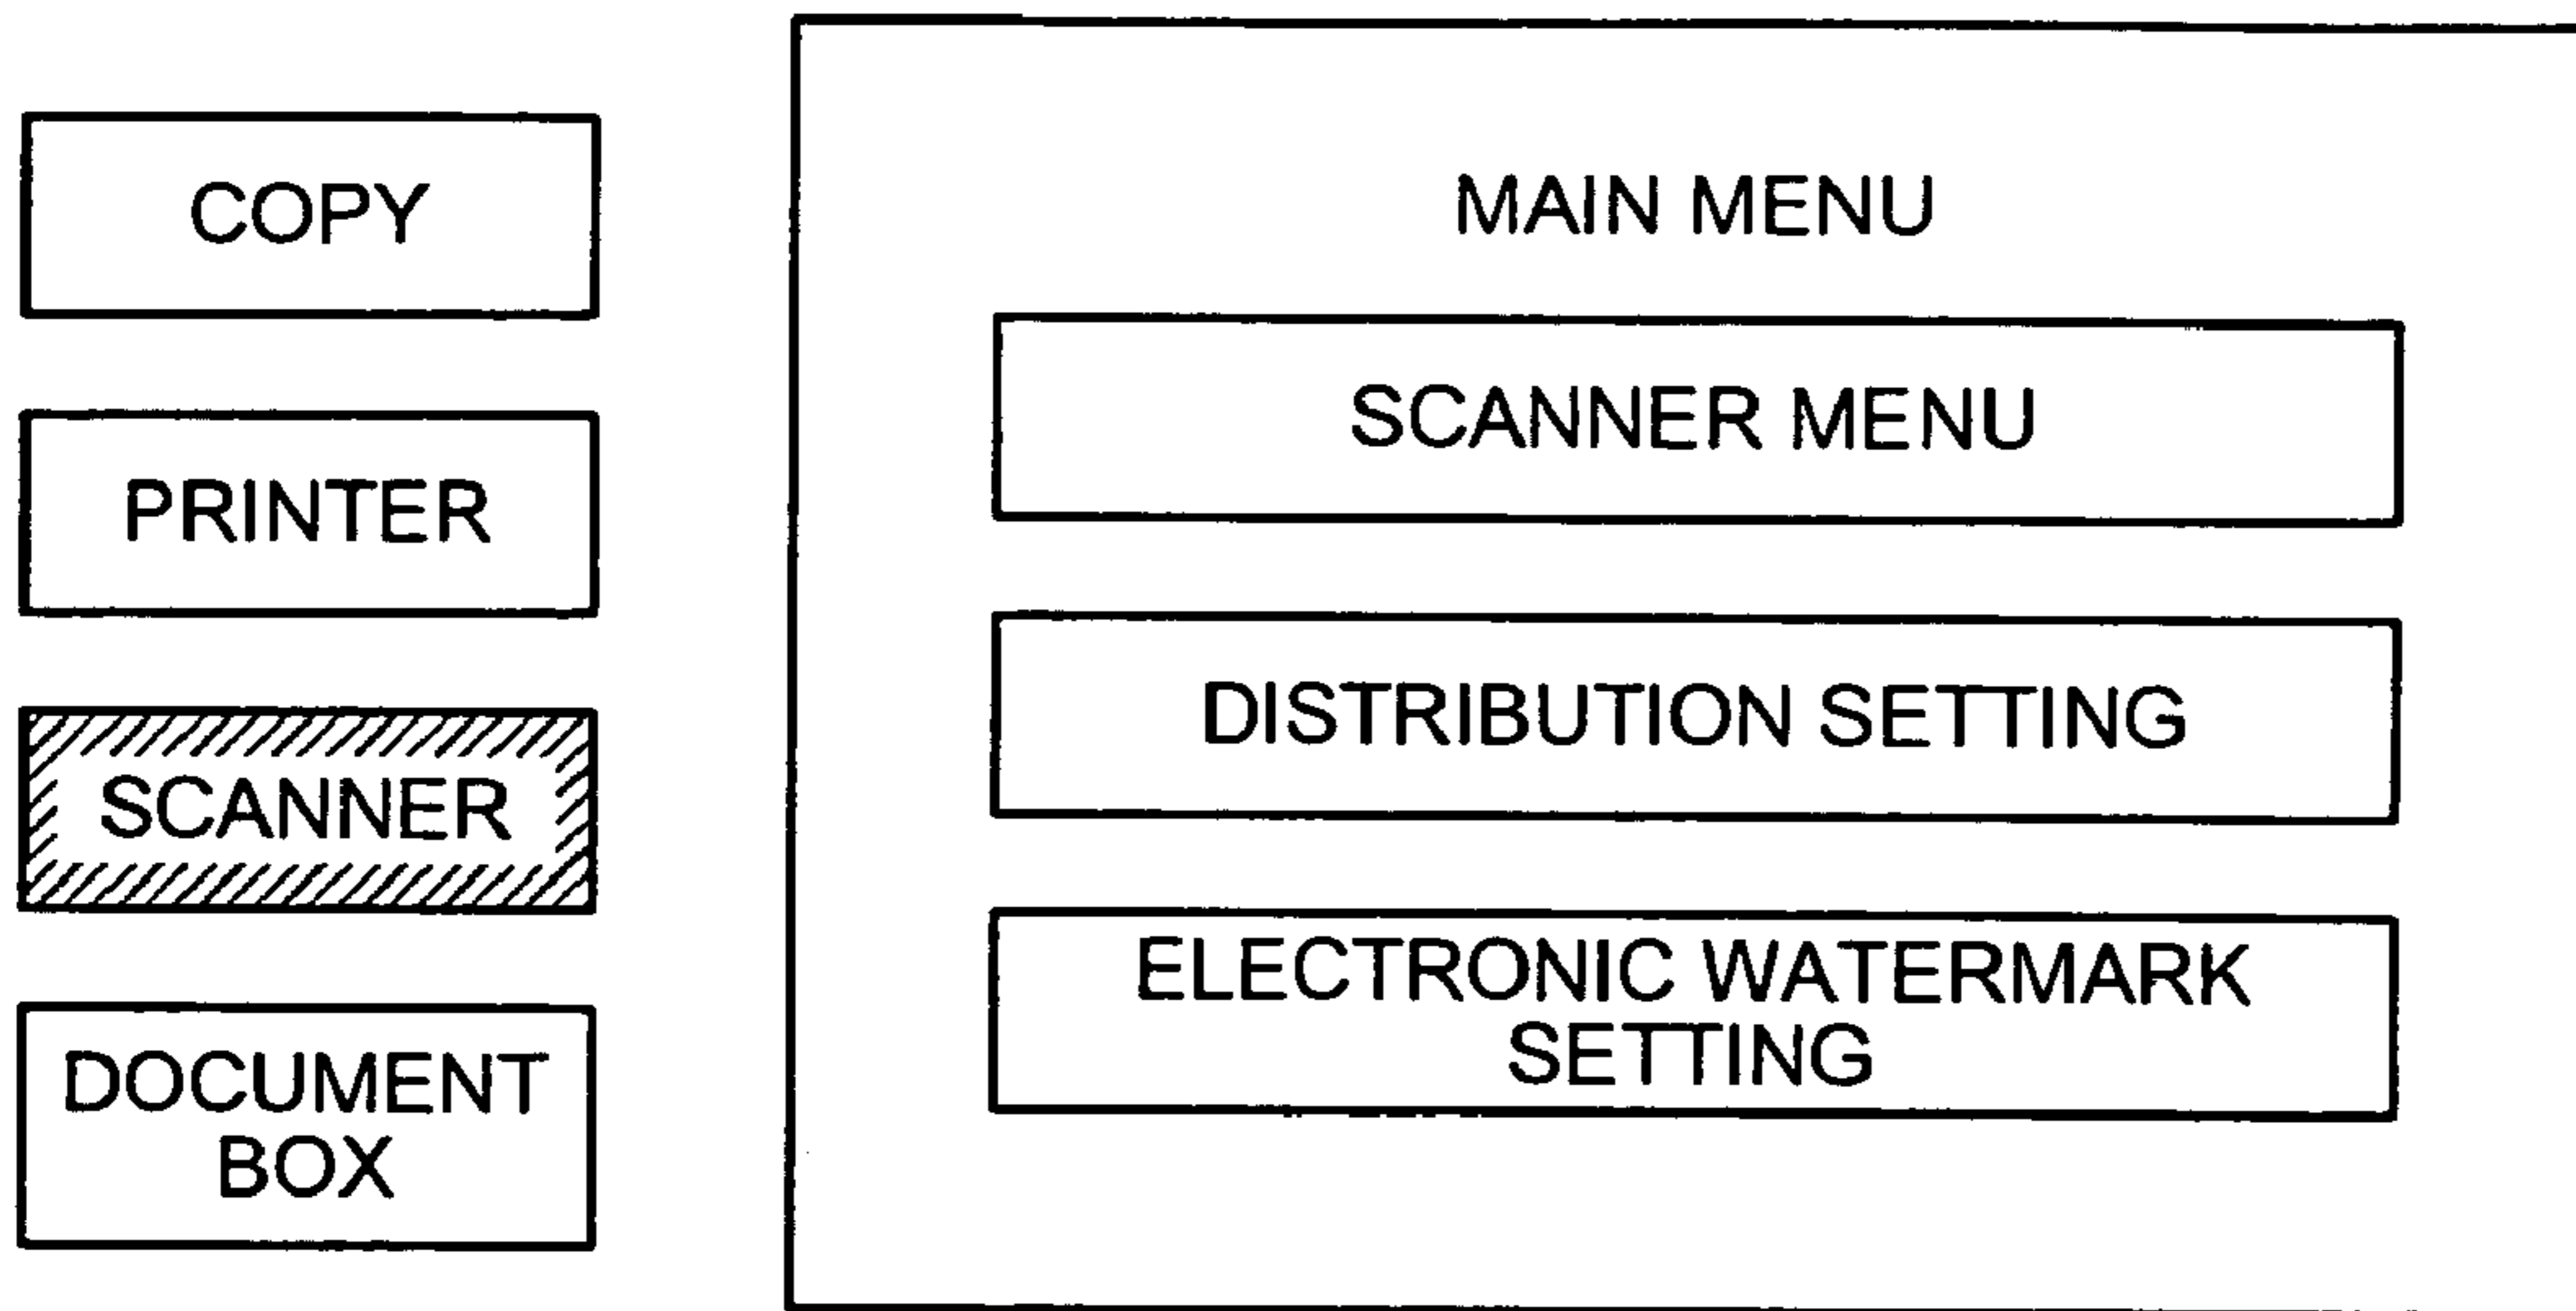 COPY
PRINTER
SCANNER
DOCUMENT
BOX
MAIN MENU
SCANNER MENU
DISTRIBUTION SETTING
ELECTRONIC WATERMARK
SETTING